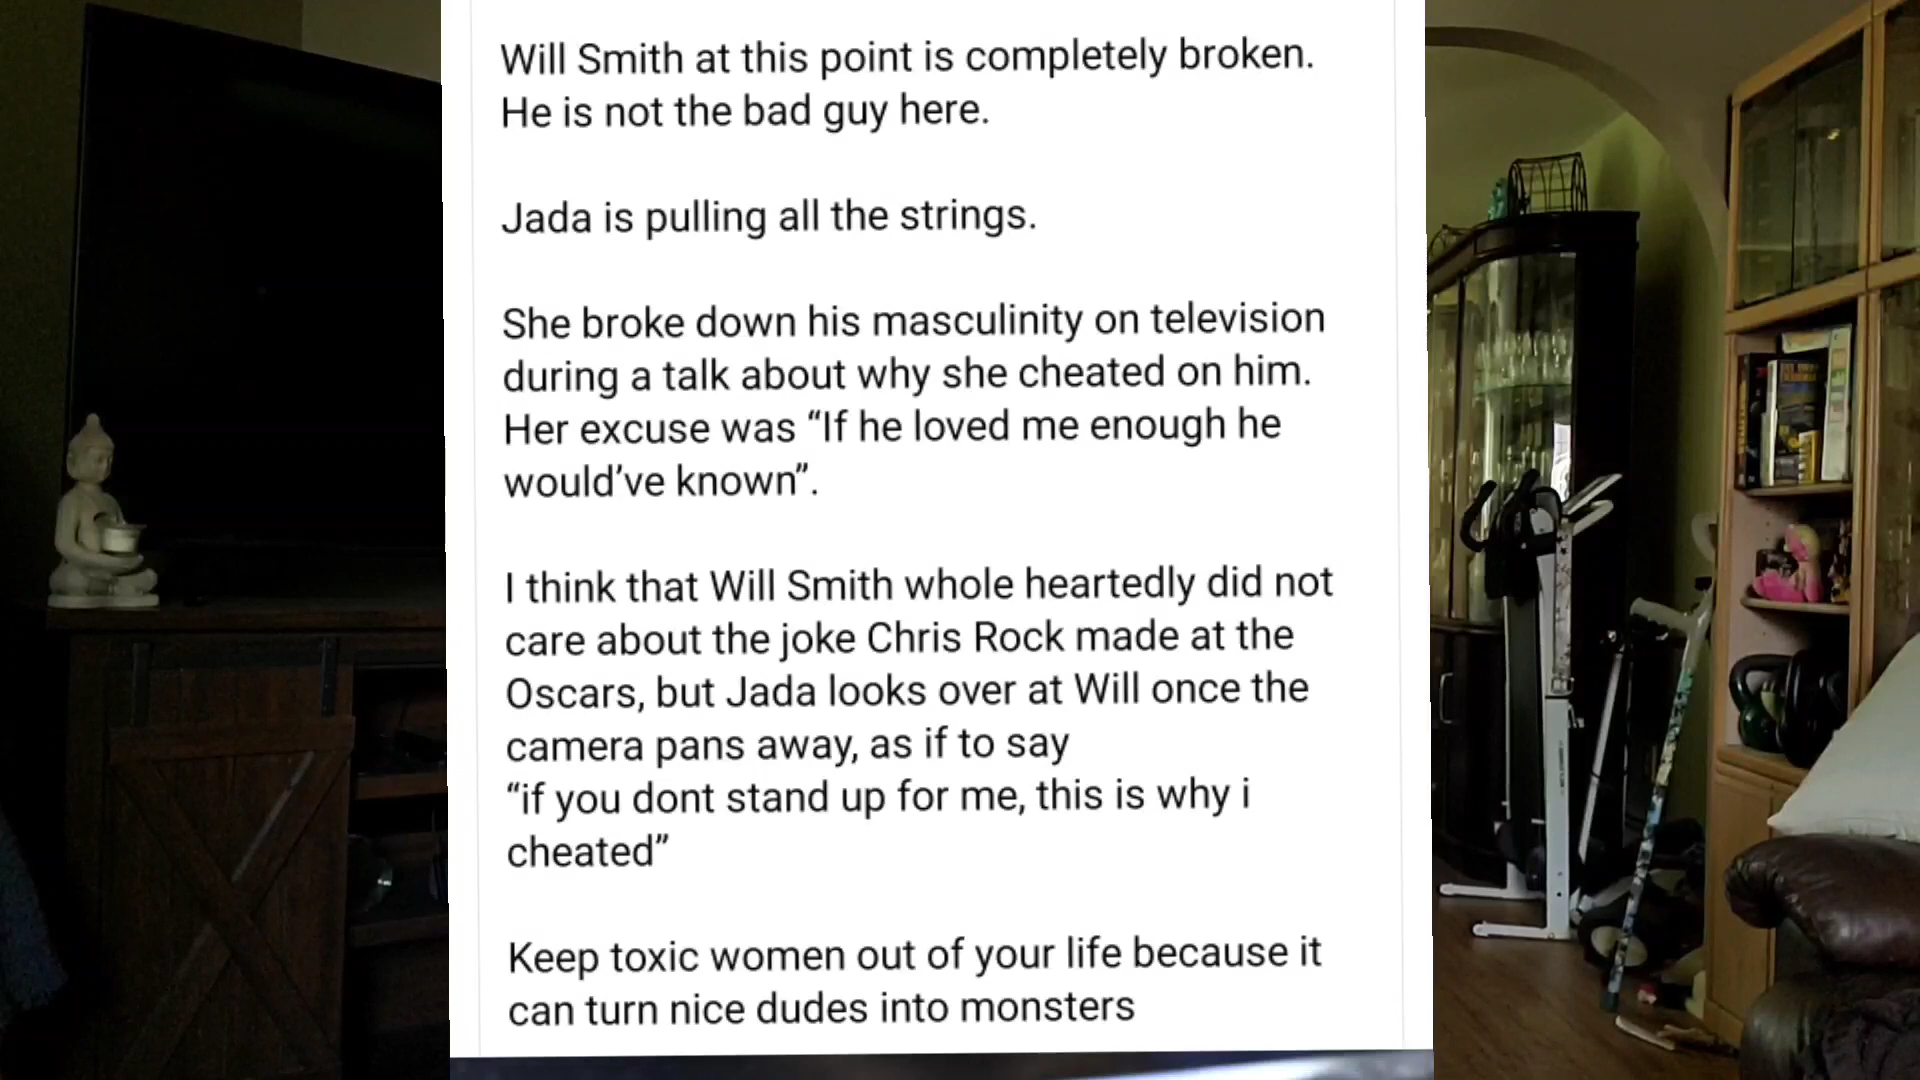 Will Smith at this point is completely broken.
He is not the bad guy here.
Jada is pulling all the strings.
She broke down his masculinity on television
during a talk about why she cheated on him.
Her excuse was “If he loved me enough he
would’ve known”.
I think that Will Smith whole heartedly did not
care about the joke Chris Rock made at the
Oscars, but Jada looks over at Will once the
camera pans away, as if to say
“if you dont stand up for me, this is why i
cheated”
Keep toxic women out of your life because it
can turn nice dudes into monsters